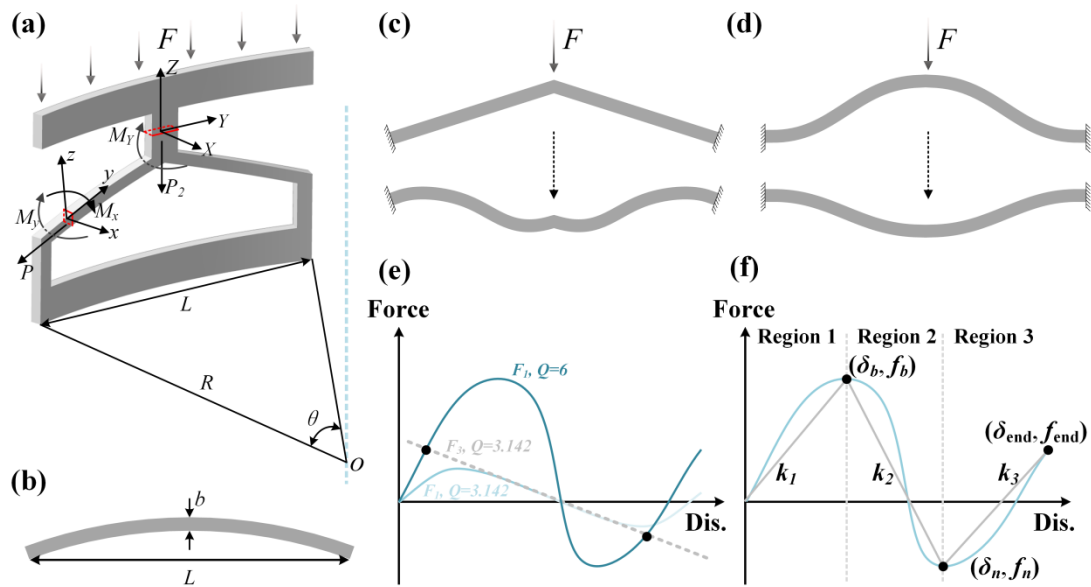 (a)
F
Z
Y
X
M_Y
P_2
z
y
M_x
M_y
x
P
L
R
θ
O
(b)
b
L
(c)
F
(d)
F
(e)
Force
F_1, Q=6
F_3, Q=3.142
F_1, Q=3.142
Dis.
(f)
Force
Region 1
Region 2
Region 3
(δ_b, f_b)
(δ_end, f_end)
k_1
k_2
k_3
Dis.
(δ_n, f_n)